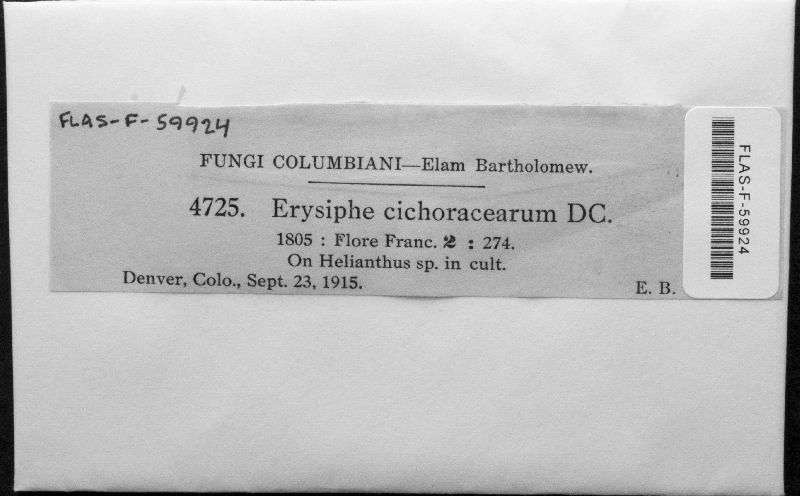 FLAS-F-59924
FUNGI COLUMBIANI—Elam Bartholomew.
4725. Erysiphe cichoracearum DC.
1805 : Flore Franc. 2 : 274.
On Helianthus sp. in cult.
Denver, Colo., Sept. 23, 1915.
E. B.
FLAS-F-59924